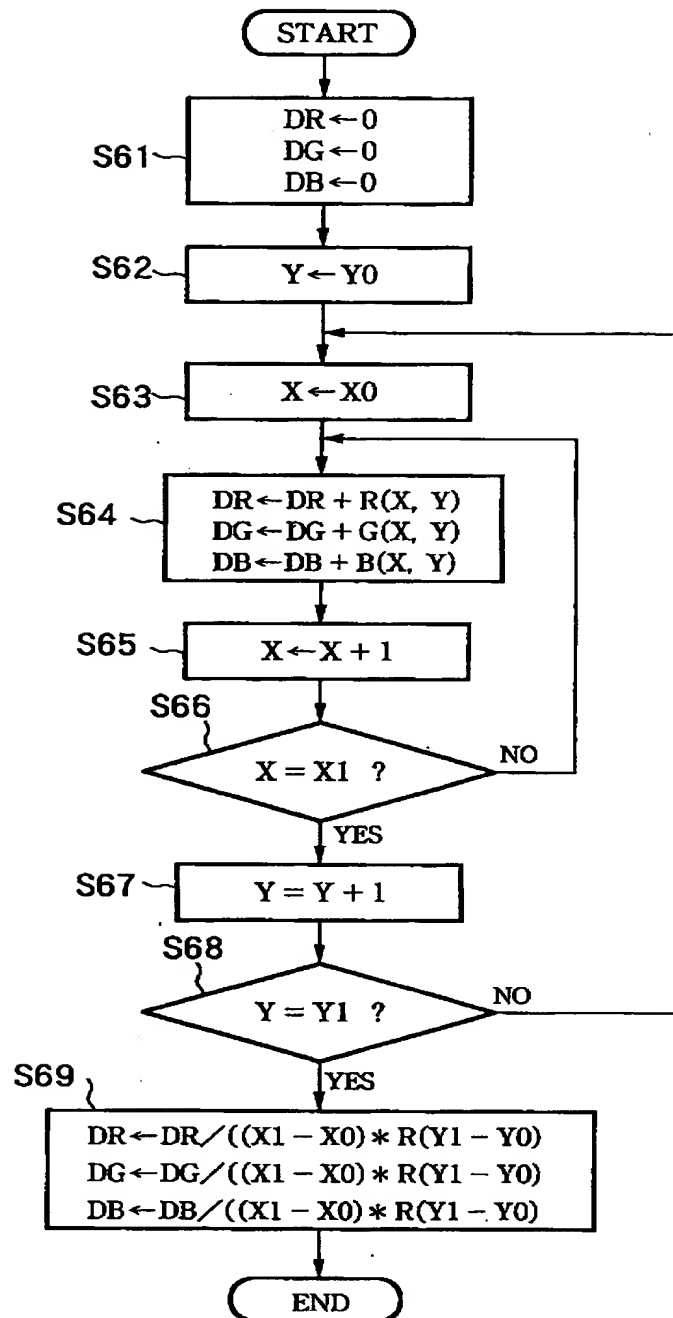 START
S61
DR←0
DG←0
DB←0
S62
Y←Y0
S63
X←X0
S64
DR←DR + R(X, Y)
DG←DG + G(X, Y)
DB←DB + B(X, Y)
S65
X←X + 1
S66
X = X1 ?
NO
YES
S67
Y = Y + 1
S68
Y = Y1 ?
NO
YES
S69
DR←DR/((X1 - X0) * R(Y1 - Y0)
DG←DG/((X1 - X0) * R(Y1 - Y0)
DB←DB/((X1 - X0) * R(Y1 - Y0)
END